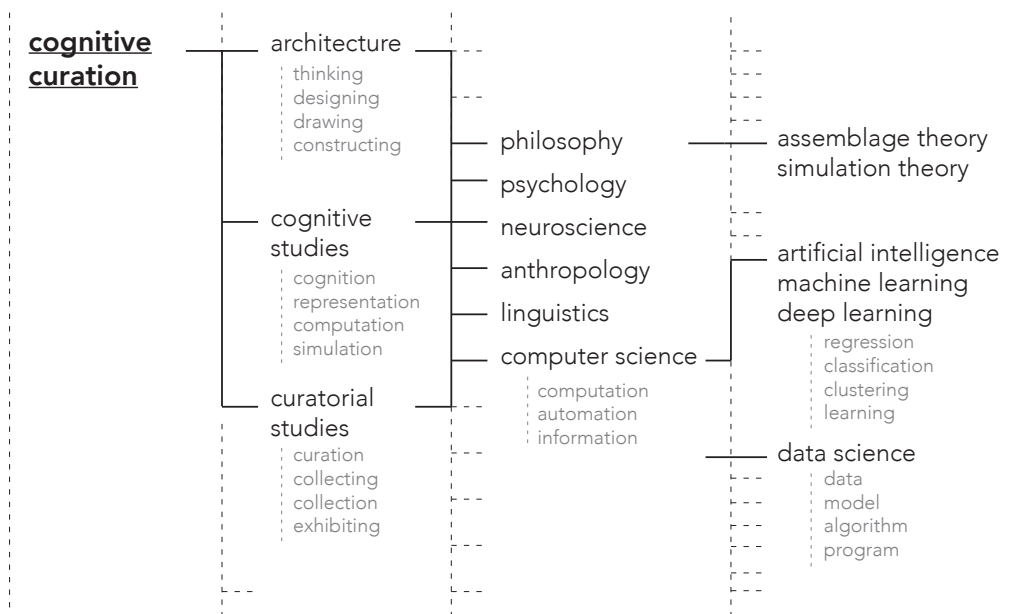 cognitive
curation
architecture
thinking
designing
drawing
constructing
cognitive
studies
cognition
representation
computation
simulation
curatorial
studies
curation
collecting
collection
exhibiting
philosophy
psychology
neuroscience
anthropology
linguistics
computer science
computation
automation
information
assemblage theory
simulation theory
artificial intelligence
machine learning
deep learning
regression
classification
clustering
learning
data science
data
model
algorithm
program